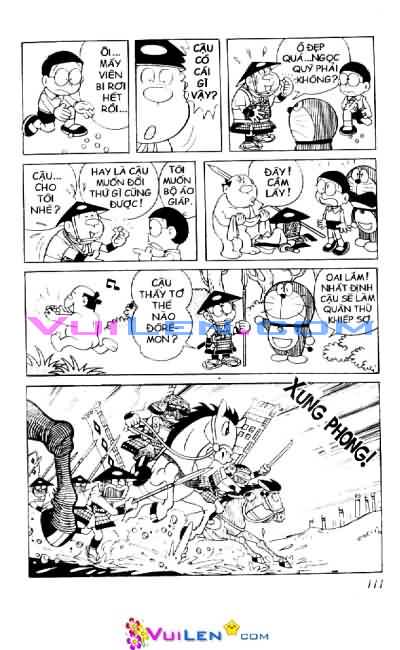 ÔI...
MẤY
VIÊN
BI RƠI
HẾT
RỒI...
CẬU
CÓ
CÁI
GÌ
VẬY?
Ồ ĐẸP
QUÁ...NGỌC
QUÝ PHẢI
KHÔNG?
CẬU...
CHO
TỚI
NHÉ?
HAY LÀ CẬU
MUỐN ĐỔI
THỨ GÌ CŨNG
ĐƯỢC!
TÔI
MUỐN
BỘ ÁO
GIÁP.
ĐÂY!
CẦM
LẤY!
CẬU
THẤY TỚ
THẾ
NÀO
ĐÔRÊ-
MON?
OAI LẮM!
NHẤT ĐỊNH
CẬU SẼ LÀM
QUÂN THÙ
KHIẾP SỢ.
VuiLen.com
XUNG PHONG!
111
VuiLen.com